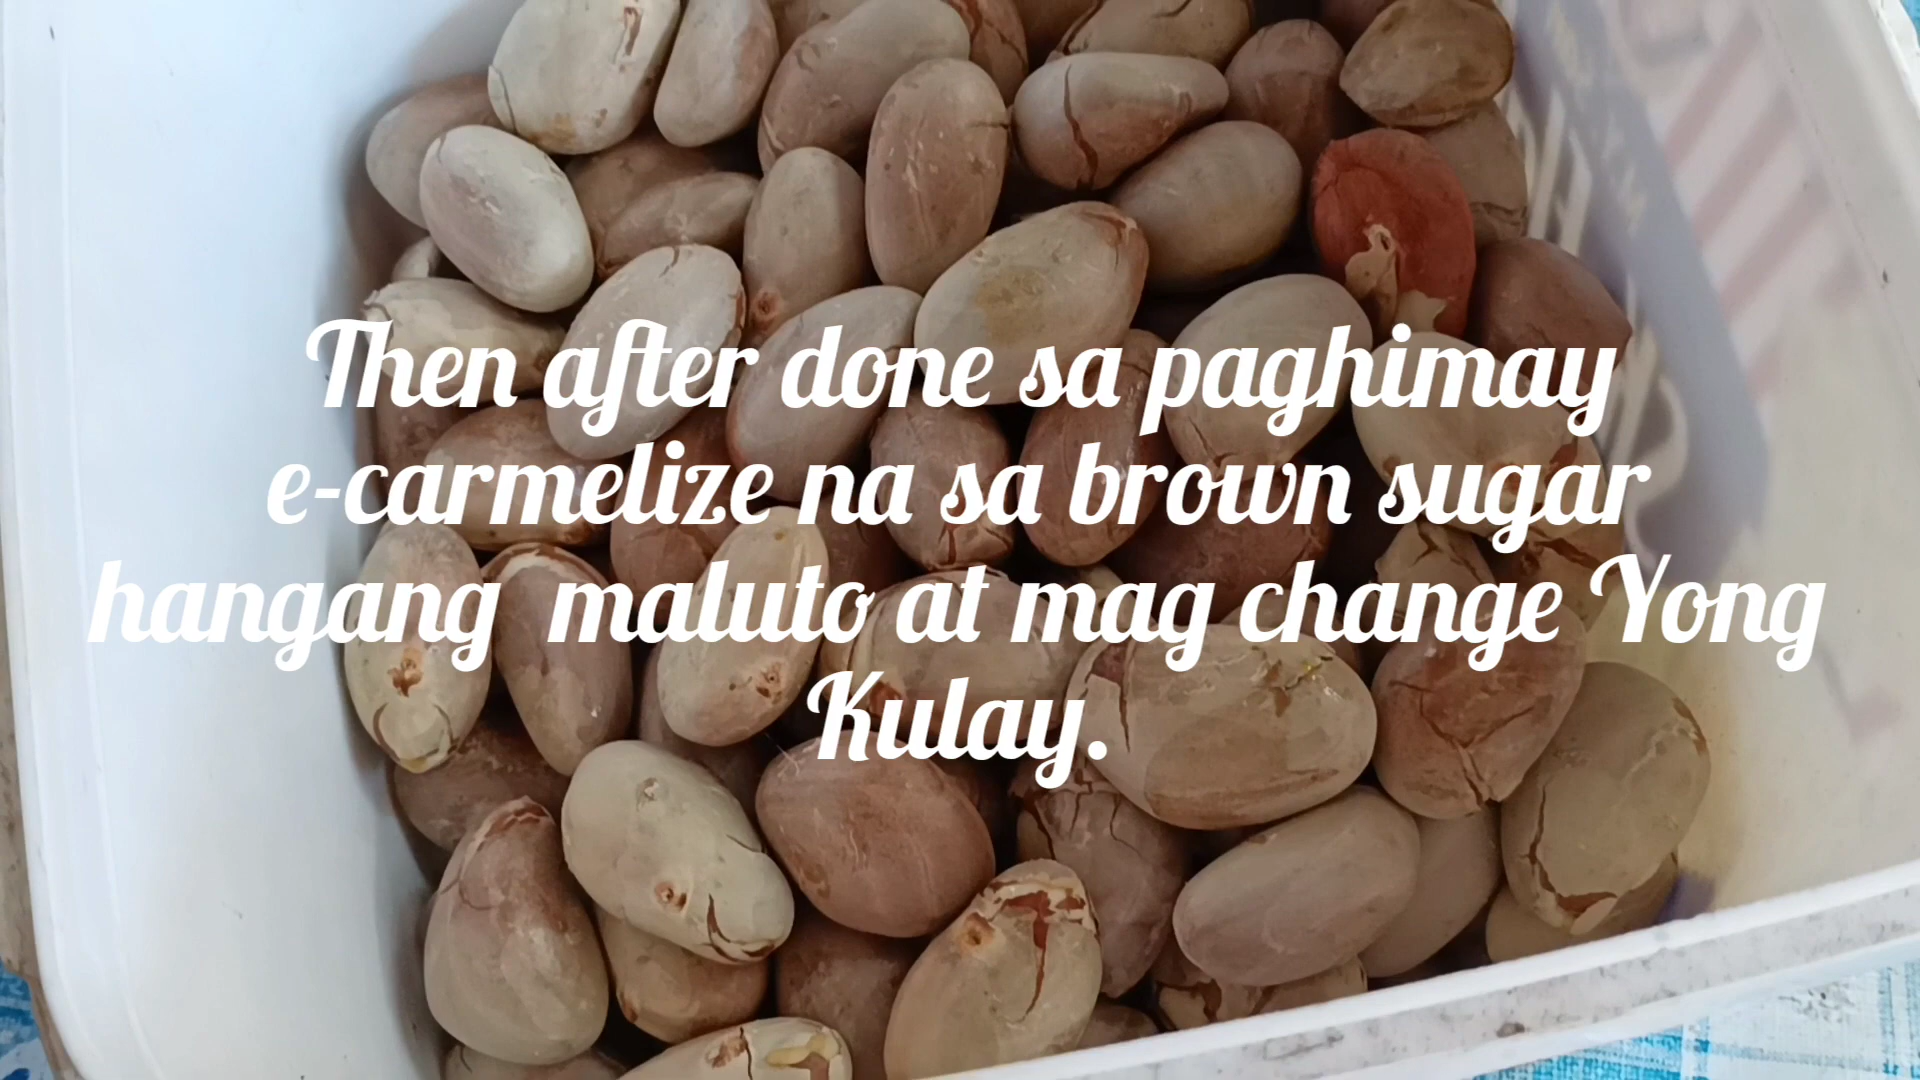 Then after done sa paghimay
e-carmelize na sa brown sugar
hangang maluto at mag change Yong
Kulay.